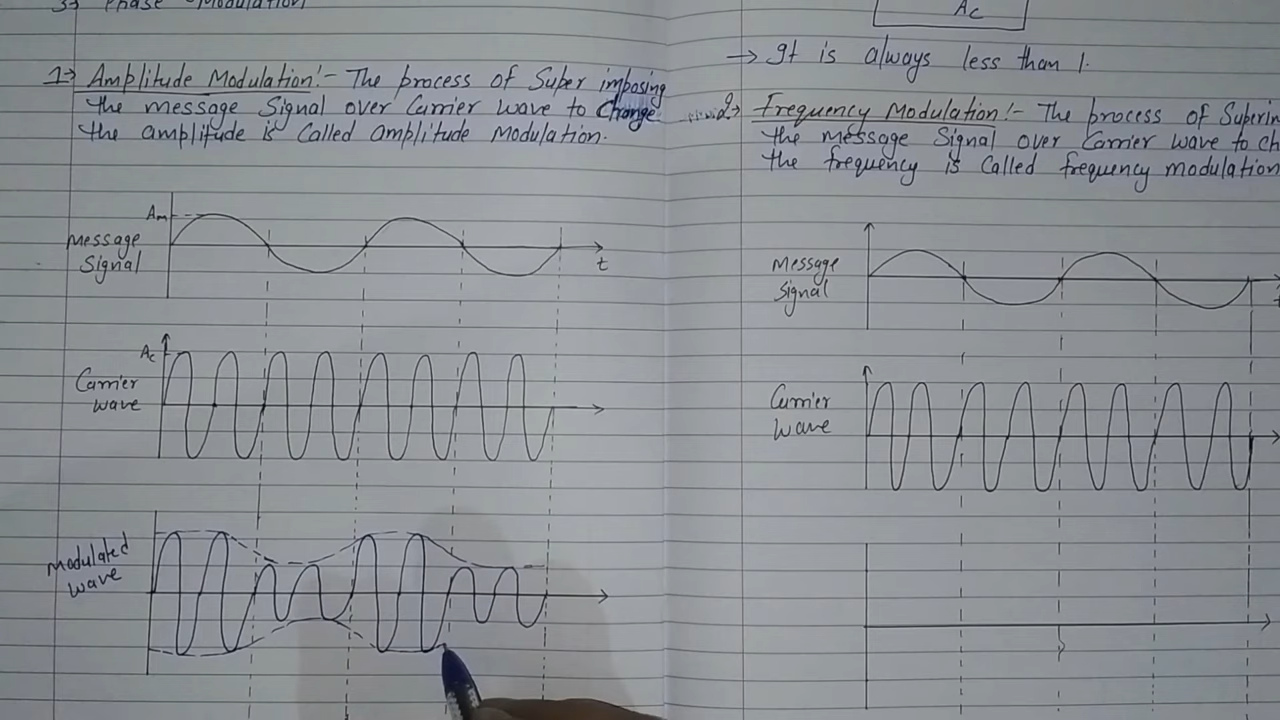 3→ Phase - Modulation
1→ Amplitude Modulation:- The process of Super imposing
the message Signal over Carrier wave to Change
the amplitude is Called amplitude Modulation.
Am
Message
Signal
t
Ac
Carrier
wave
Modulated
wave
Ac
→ It is always less than 1.
2→ Frequency Modulation:- The process of Superim
the message Signal over Carrier wave to ch
the frequency is Called frequency modulation
Message
Signal
Carrier
Wave